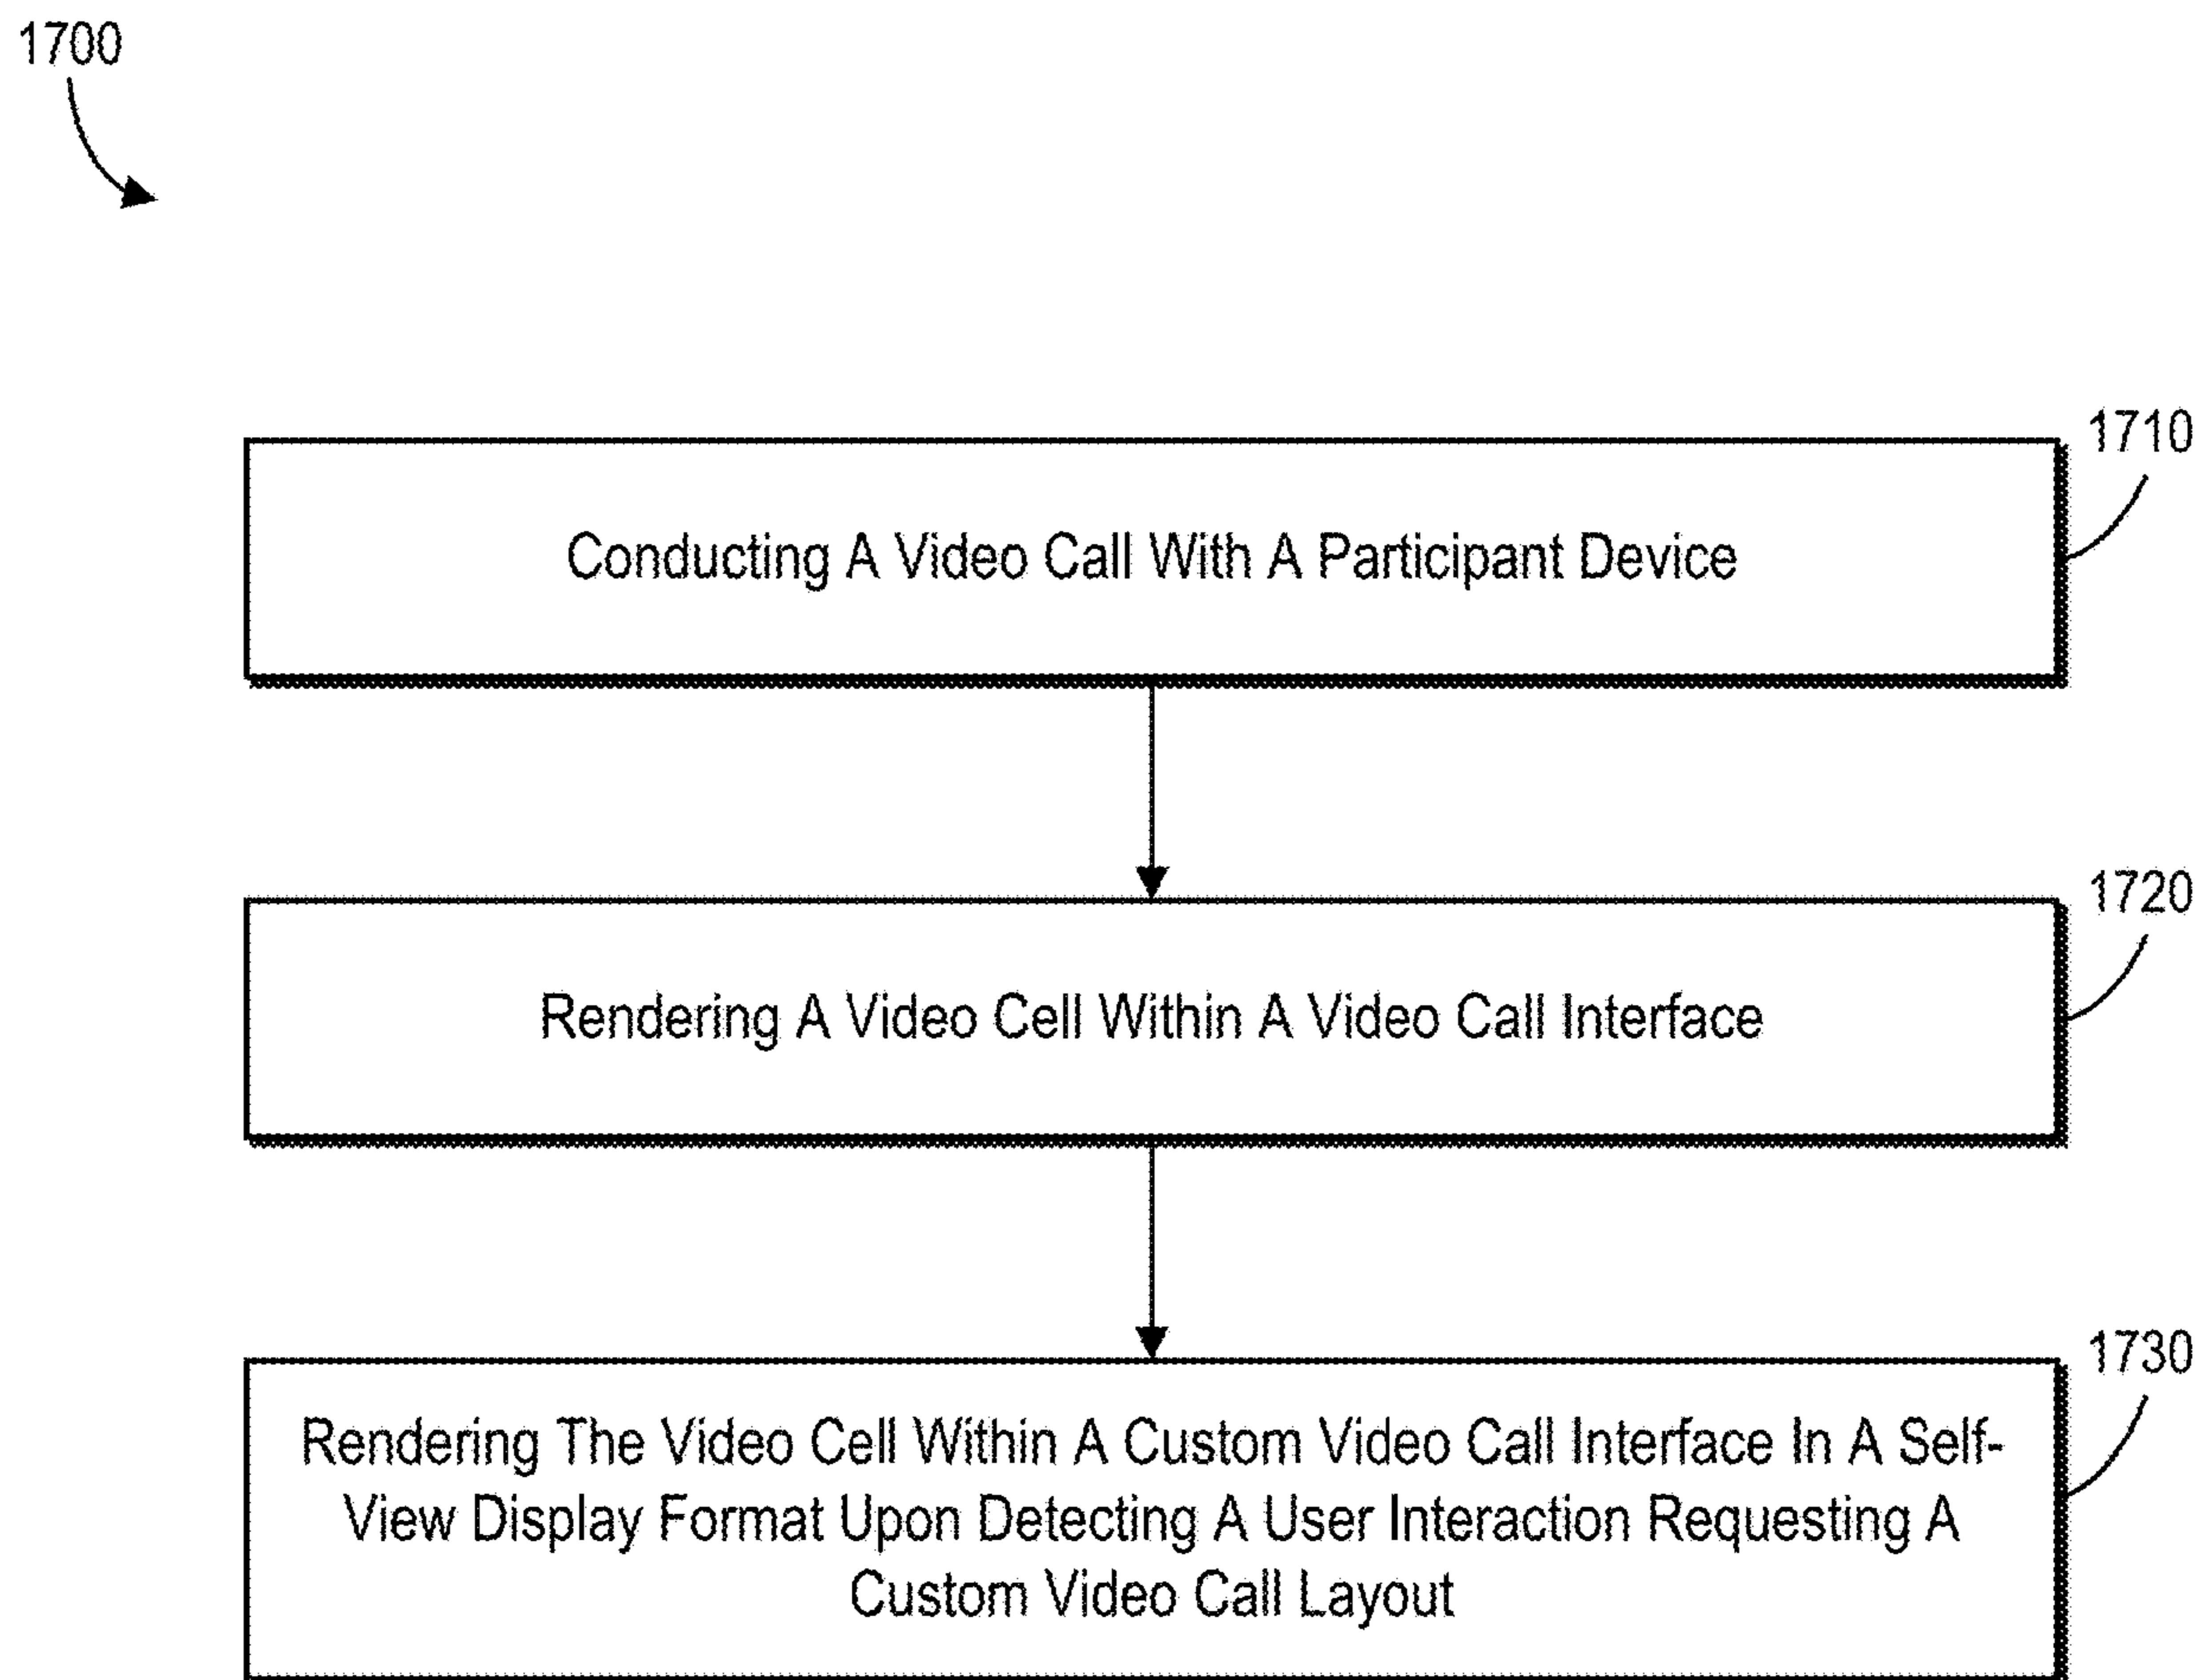 1700
1710
Conducting A Video Call With A Participant Device
1720
Rendering A Video Cell Within A Video Call Interface
1730
Rendering The Video Cell Within A Custom Video Call Interface In A Self-
View Display Format Upon Detecting A User Interaction Requesting A
Custom Video Call Layout